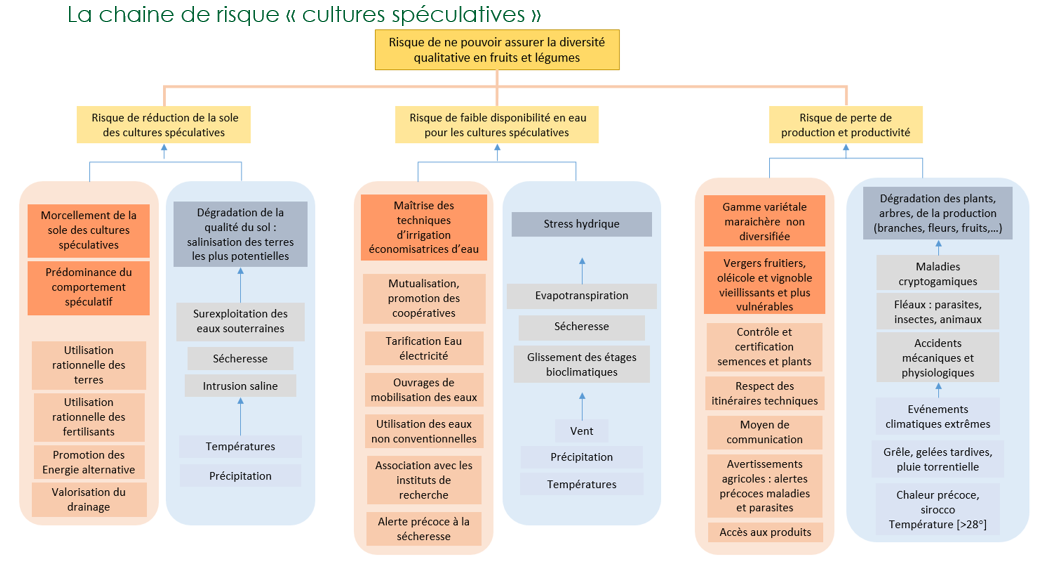 La chaine de risque « cultures spéculatives »
Risque de ne pouvoir assurer la diversité
qualitative en fruits et légumes
Risque de réduction de la sole
des cultures spéculatives
Risque de faible disponibilité en eau
pour les cultures spéculatives
Risque de perte de
production et productivité
Morcellement de la
sole des cultures
spéculatives
Prédominance du
comportement
spéculatif
Utilisation
rationnelle des
terres
Utilisation
rationnelle des
fertilisants
Promotion des
Energie alternative
Valorisation du
drainage
Dégradation de la
qualité du sol :
salinisation des terres
les plus potentielles
Surexploitation des
eaux souterraines
Sécheresse
Intrusion saline
Températures
Précipitation
Maîtrise des
techniques
d’irrigation
économisatrices d’eau
Mutualisation,
promotion des
coopératives
Tarification Eau
électricité
Ouvrages de
mobilisation des eaux
Utilisation des eaux
non conventionnelles
Association avec les
instituts de
recherche
Alerte précoce à la
sécheresse
Stress hydrique
Evapotranspiration
Sécheresse
Glissement des étages
bioclimatiques
Vent
Précipitation
Températures
Gamme variétale
maraichère  non
diversifiée
Vergers fruitiers,
oléicole et vignoble
vieillissants et plus
vulnérables
Contrôle et
certification
semences et plants
Respect des
itinéraires techniques
Moyen de
communication
Avertissements
agricoles : alertes
précoces maladies
et parasites
Accès aux produits
Dégradation des plants,
arbres, de la production
(branches, fleurs, fruits,…)
Maladies
cryptogamiques
Fléaux : parasites,
insectes, animaux
Accidents
mécaniques et
physiologiques
Evénements
climatiques extrêmes
Grêle, gelées tardives,
pluie torrentielle
Chaleur précoce,
sirocco
Température [>28°]